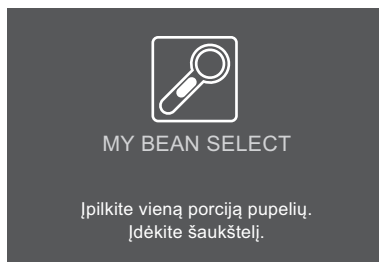 MY BEAN SELECT
Įpilkite vieną porciją pupelių.
Įdėkite šaukštelį.